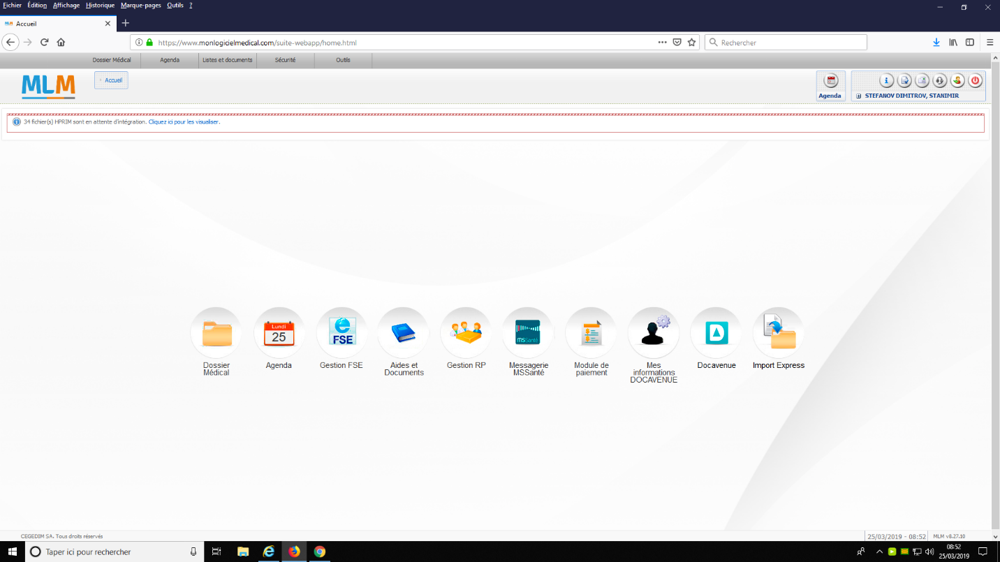 Fichier Édition Affichage Historique Marque-pages Outils ?
MLM Accueil
https://www.monlogicielmedical.com/suite-webapp/home.html
Rechercher
Dossier Médical Agenda Listes et documents Sécurité Outils
MLM
Accueil
Agenda
STEFANOV DIMITROV, STANIMIR
34 fichier(s) HPRIM sont en attente d'intégration. Cliquez ici pour les visualiser.
Lundi
25
e
FSE
MSSanté
Dossier Médical
Agenda
Gestion FSE
Aides et Documents
Gestion RP
Messagerie MSSanté
Module de paiement
Mes informations DOCAVENUE
Docavenue
Import Express
CEGEDIM SA. Tous droits réservés
25/03/2019 - 08:52
MLM v8.27.10
Taper ici pour rechercher
08:52
25/03/2019